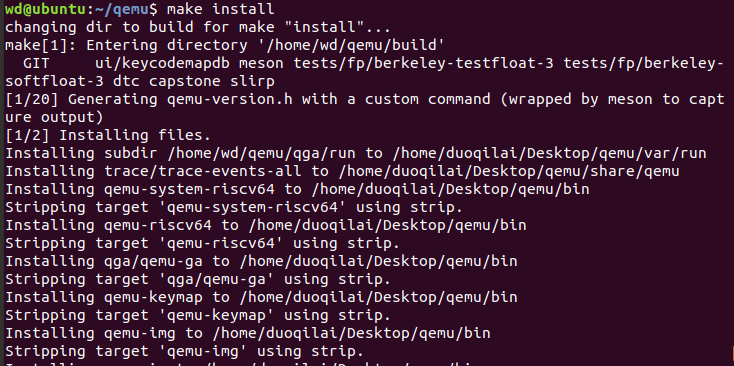 wd@ubuntu:~/qemu$ make install
changing dir to build for make "install"...
make[1]: Entering directory '/home/wd/qemu/build'
  GIT     ui/keycodemapdb meson tests/fp/berkeley-testfloat-3 tests/fp/berkeley-
softfloat-3 dtc capstone slirp
[1/20] Generating qemu-version.h with a custom command (wrapped by meson to capt
ure output)
[1/2] Installing files.
Installing subdir /home/wd/qemu/qga/run to /home/duoqilai/Desktop/qemu/var/run
Installing trace/trace-events-all to /home/duoqilai/Desktop/qemu/share/qemu
Installing qemu-system-riscv64 to /home/duoqilai/Desktop/qemu/bin
Stripping target 'qemu-system-riscv64' using strip.
Installing qemu-riscv64 to /home/duoqilai/Desktop/qemu/bin
Stripping target 'qemu-riscv64' using strip.
Installing qga/qemu-ga to /home/duoqilai/Desktop/qemu/bin
Stripping target 'qga/qemu-ga' using strip.
Installing qemu-keymap to /home/duoqilai/Desktop/qemu/bin
Stripping target 'qemu-keymap' using strip.
Installing qemu-img to /home/duoqilai/Desktop/qemu/bin
Stripping target 'qemu-img' using strip.